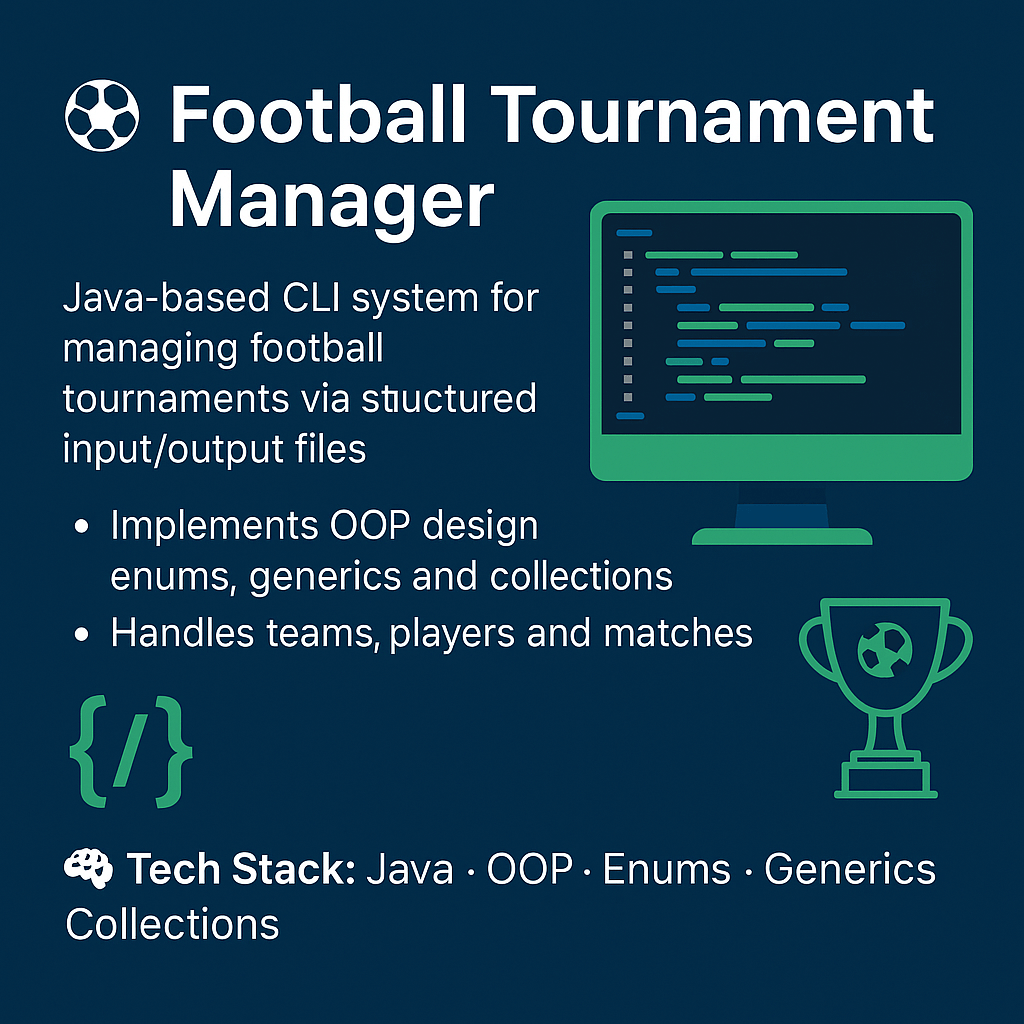 ⚽ Football Tournament
Manager
Java-based CLI system for
managing football
tournaments via stiuctured
input/output files
• Implements OOP design
enums, generics and collections
• Handles teams, players and matches
{/}
🧠 Tech Stack: Java · OOP · Enums · Generics
Collections